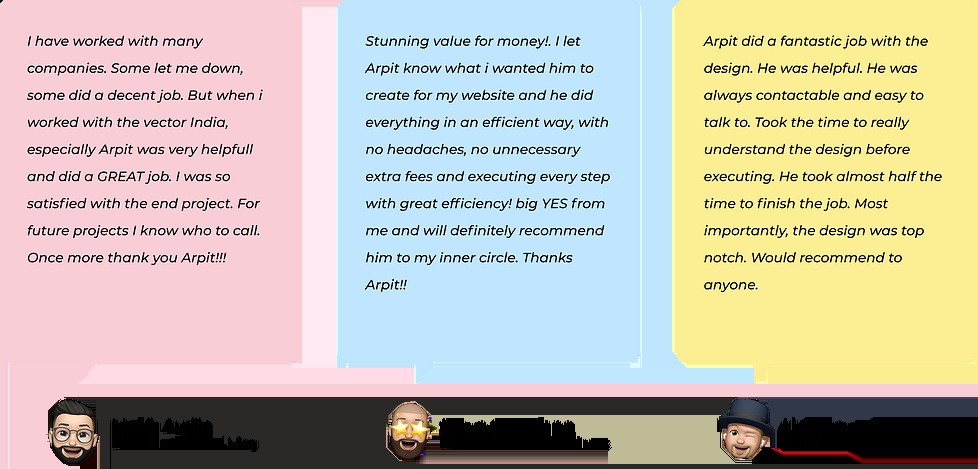 I have worked with many
companies. Some let me down,
some did a decent job. But when i
worked with the vector India,
especially Arpit was very helpfull
and did a GREAT job. I was so
satisfied with the end project. For
future projects I know who to call.
Once more thank you Arpit!!!
Stunning value for money!. I let
Arpit know what i wanted him to
create for my website and he did
everything in an efficient way, with
no headaches, no unnecessary
extra fees and executing every step
with great efficiency! big YES from
me and will definitely recommend
him to my inner circle. Thanks
Arpit!!
Arpit did a fantastic job with the
design. He was helpful. He was
always contactable and easy to
talk to. Took the time to really
understand the design before
executing. He took almost half the
time to finish the job. Most
importantly, the design was top
notch. Would recommend to
anyone.